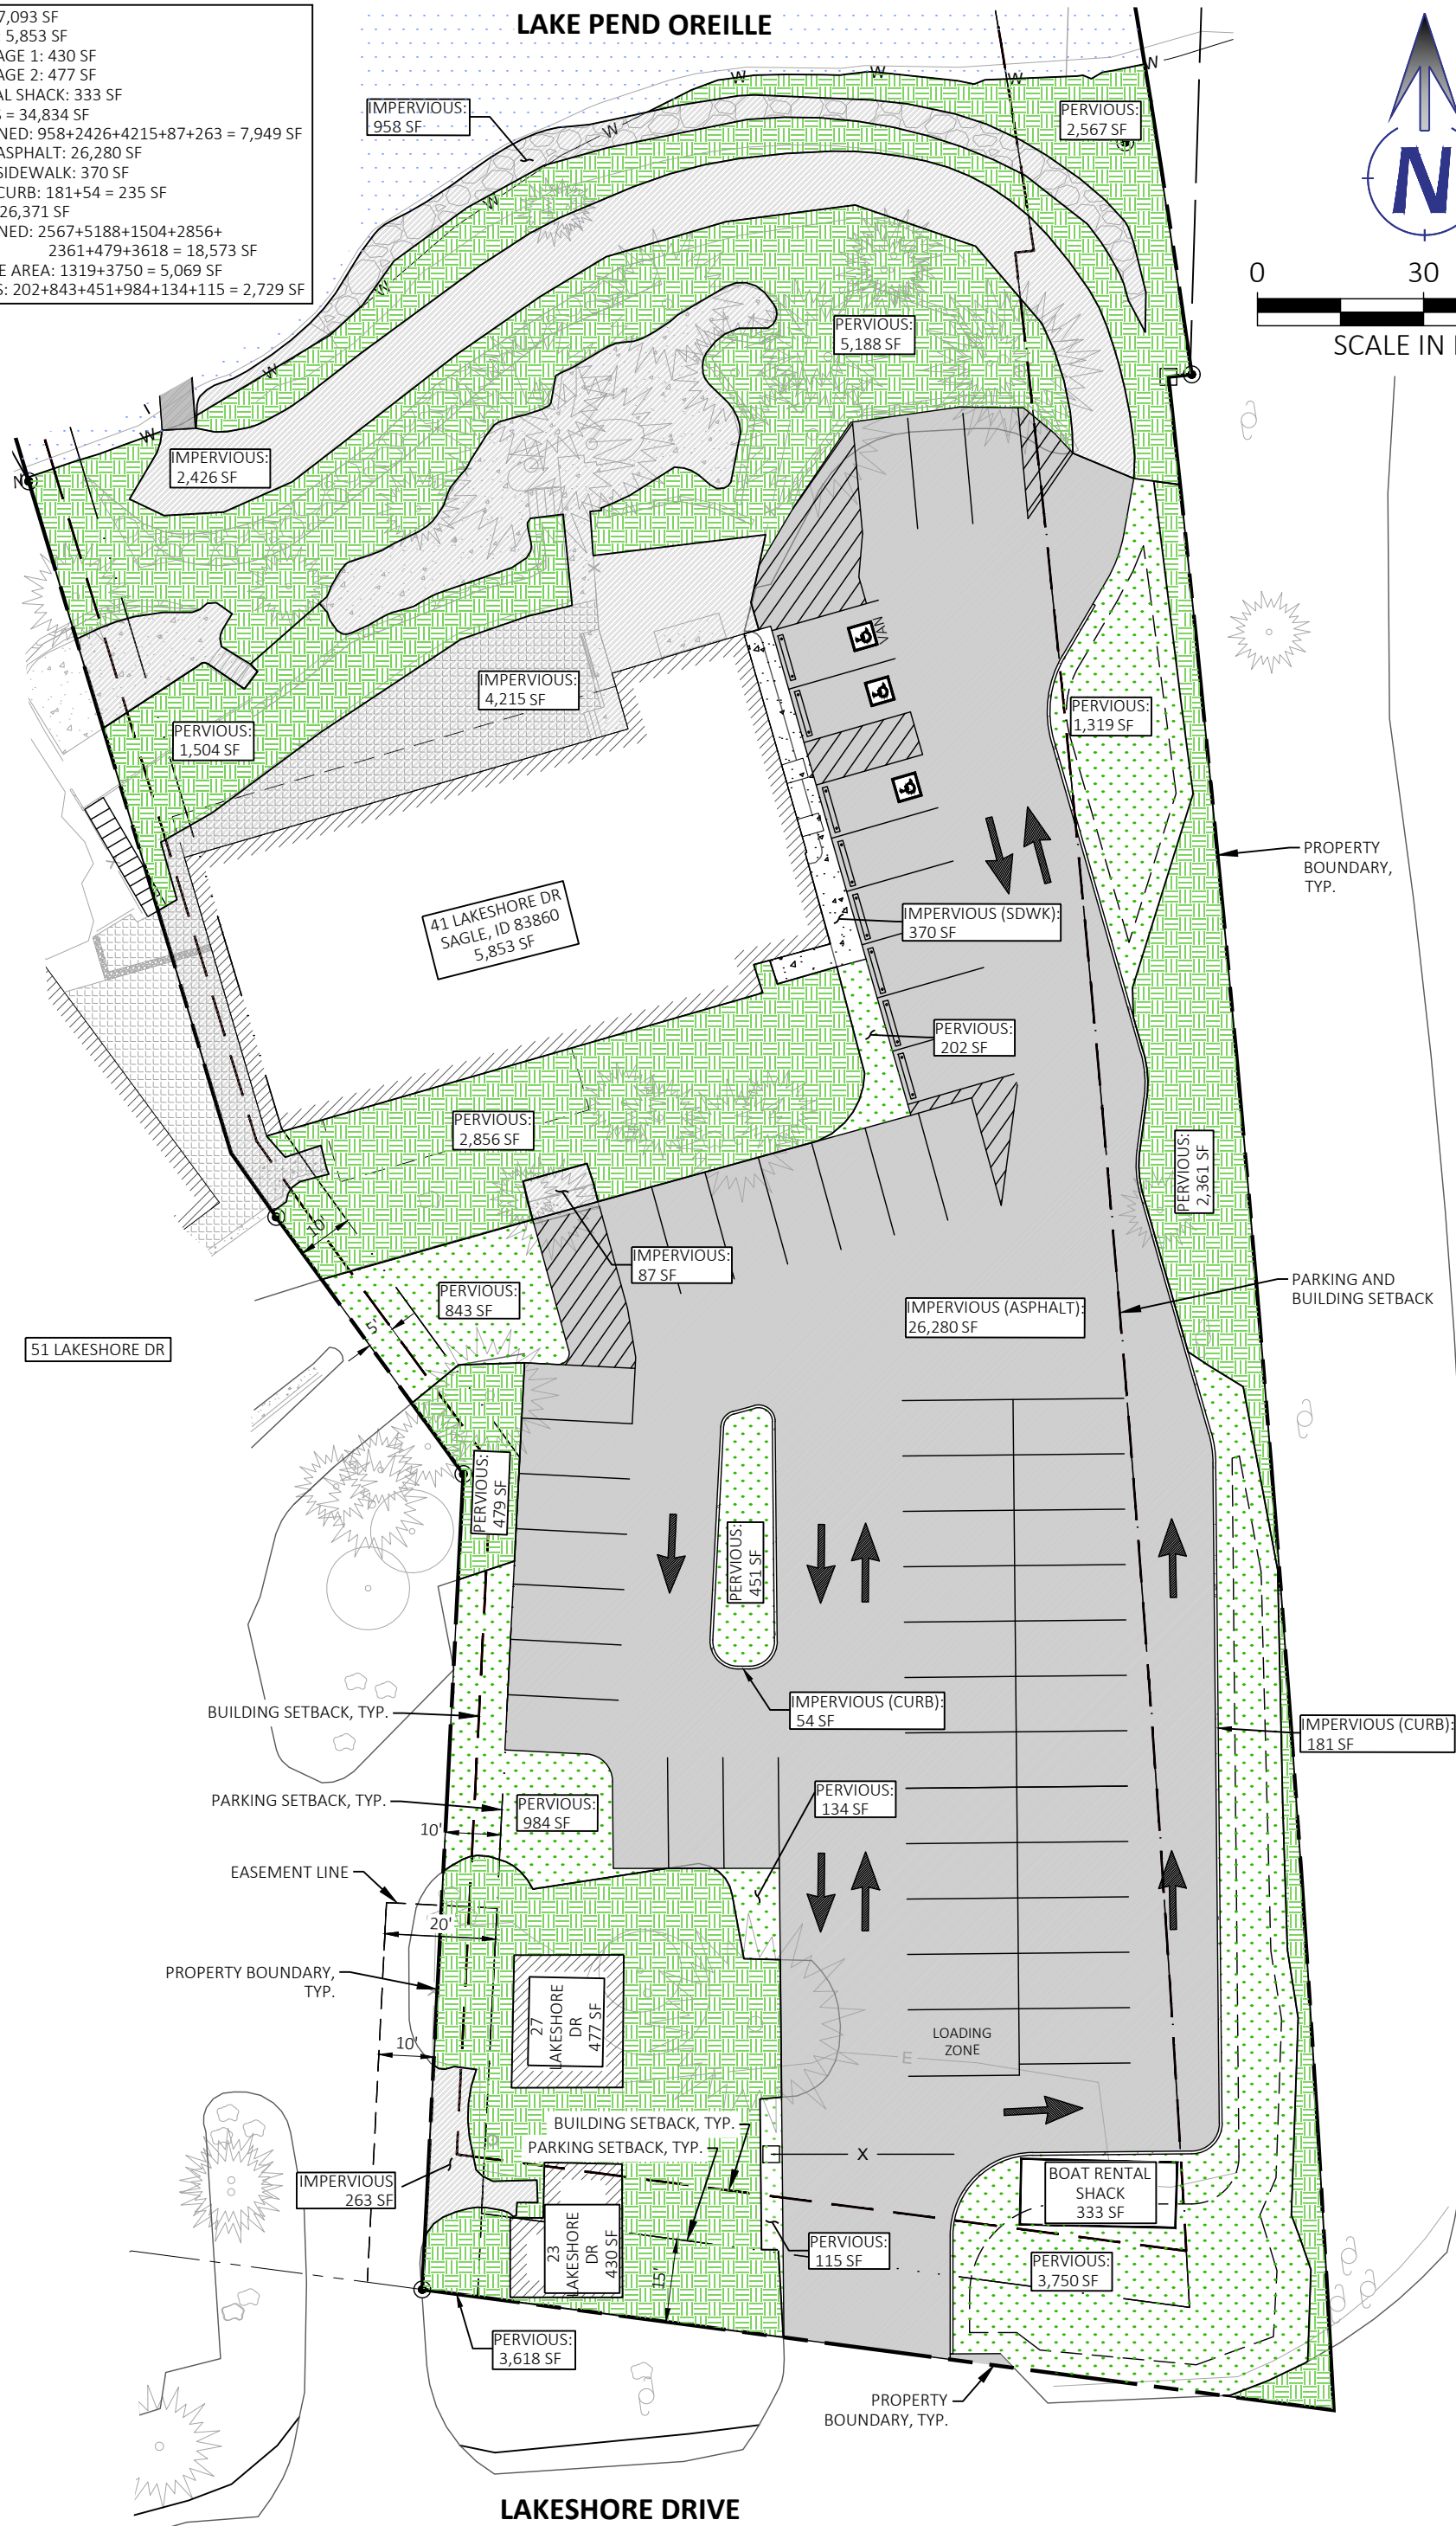 7,093 SF
5,853 SF
AGE 1: 430 SF
AGE 2: 477 SF
AL SHACK: 333 SF
= 34,834 SF
NED: 958+2426+4215+87+263 = 7,949 SF
ASPHALT: 26,280 SF
SIDEWALK: 370 SF
CURB: 181+54 = 235 SF
26,371 SF
NED: 2567+5188+1504+2856+
2361+479+3618 = 18,573 SF
E AREA: 1319+3750 = 5,069 SF
S: 202+843+451+984+134+115 = 2,729 SF
LAKE PEND OREILLE
N
0 30
SCALE IN
IMPERVIOUS:
958 SF
PERVIOUS:
2,567 SF
W
W
W
W
W
W
W
W
W
PERVIOUS:
5,188 SF
IMPERVIOUS:
2,426 SF
VAN
IMPERVIOUS:
4,215 SF
PERVIOUS:
1,319 SF
PERVIOUS:
1,504 SF
PROPERTY
BOUNDARY,
TYP.
41 LAKESHORE DR
SAGLE, ID 83860
5,853 SF
IMPERVIOUS (SDWK):
370 SF
PERVIOUS:
202 SF
PERVIOUS:
2,856 SF
PERVIOUS:
2,361 SF
10'
IMPERVIOUS:
87 SF
PERVIOUS:
843 SF
PARKING AND
BUILDING SETBACK
IMPERVIOUS (ASPHALT):
26,280 SF
5'
51 LAKESHORE DR
PERVIOUS:
479 SF
PERVIOUS:
451 SF
BUILDING SETBACK, TYP.
IMPERVIOUS (CURB):
54 SF
IMPERVIOUS (CURB):
181 SF
PARKING SETBACK, TYP.
PERVIOUS:
984 SF
PERVIOUS:
134 SF
10'
EASEMENT LINE
20'
PROPERTY BOUNDARY,
TYP.
27
LAKESHORE
DR
477 SF
10'
LOADING
ZONE
E
BUILDING SETBACK, TYP.
PARKING SETBACK, TYP.
X
IMPERVIOUS
263 SF
BOAT RENTAL
SHACK
333 SF
23
LAKESHORE
DR
430 SF
15'
PERVIOUS:
115 SF
PERVIOUS:
3,750 SF
PERVIOUS:
3,618 SF
PROPERTY
BOUNDARY, TYP.
LAKESHORE DRIVE